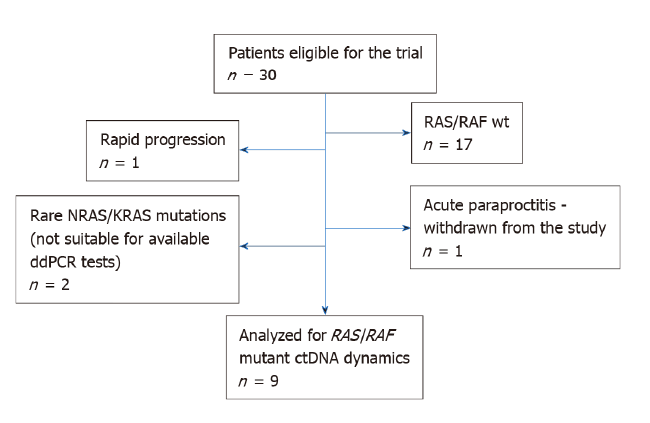 Patients eligible for the trial
n – 30
RAS/RAF wt
n = 17
Rapid progression
n = 1
Acute paraproctitis -
withdrawn from the study
n = 1
Rare NRAS/KRAS mutations
(not suitable for available
ddPCR tests)
n = 2
Analyzed for RAS/RAF
mutant ctDNA dynamics
n = 9